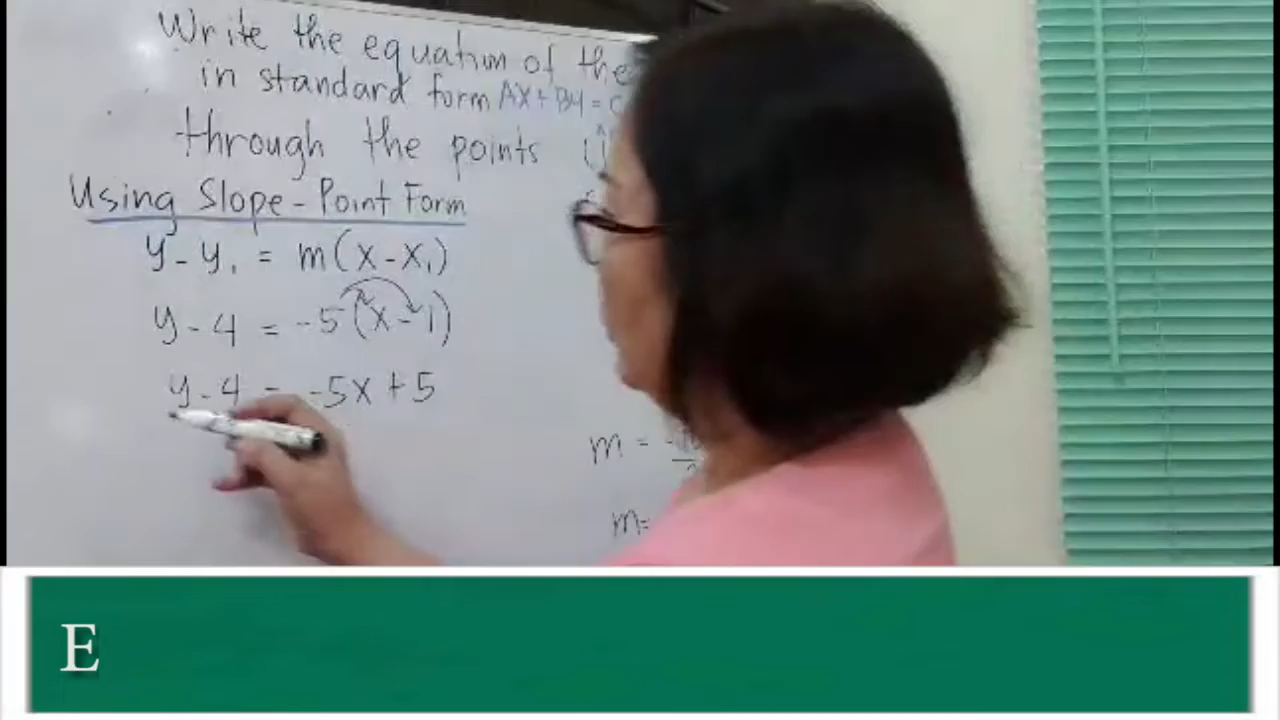 Write the equation of the
in standard form Ax + By = C
through the points (1
Using Slope - Point Form
y - y₁ = m(x - x₁)
y - 4 = -5(x - 1)
y - 4 = -5x + 5
m = -
m =
E